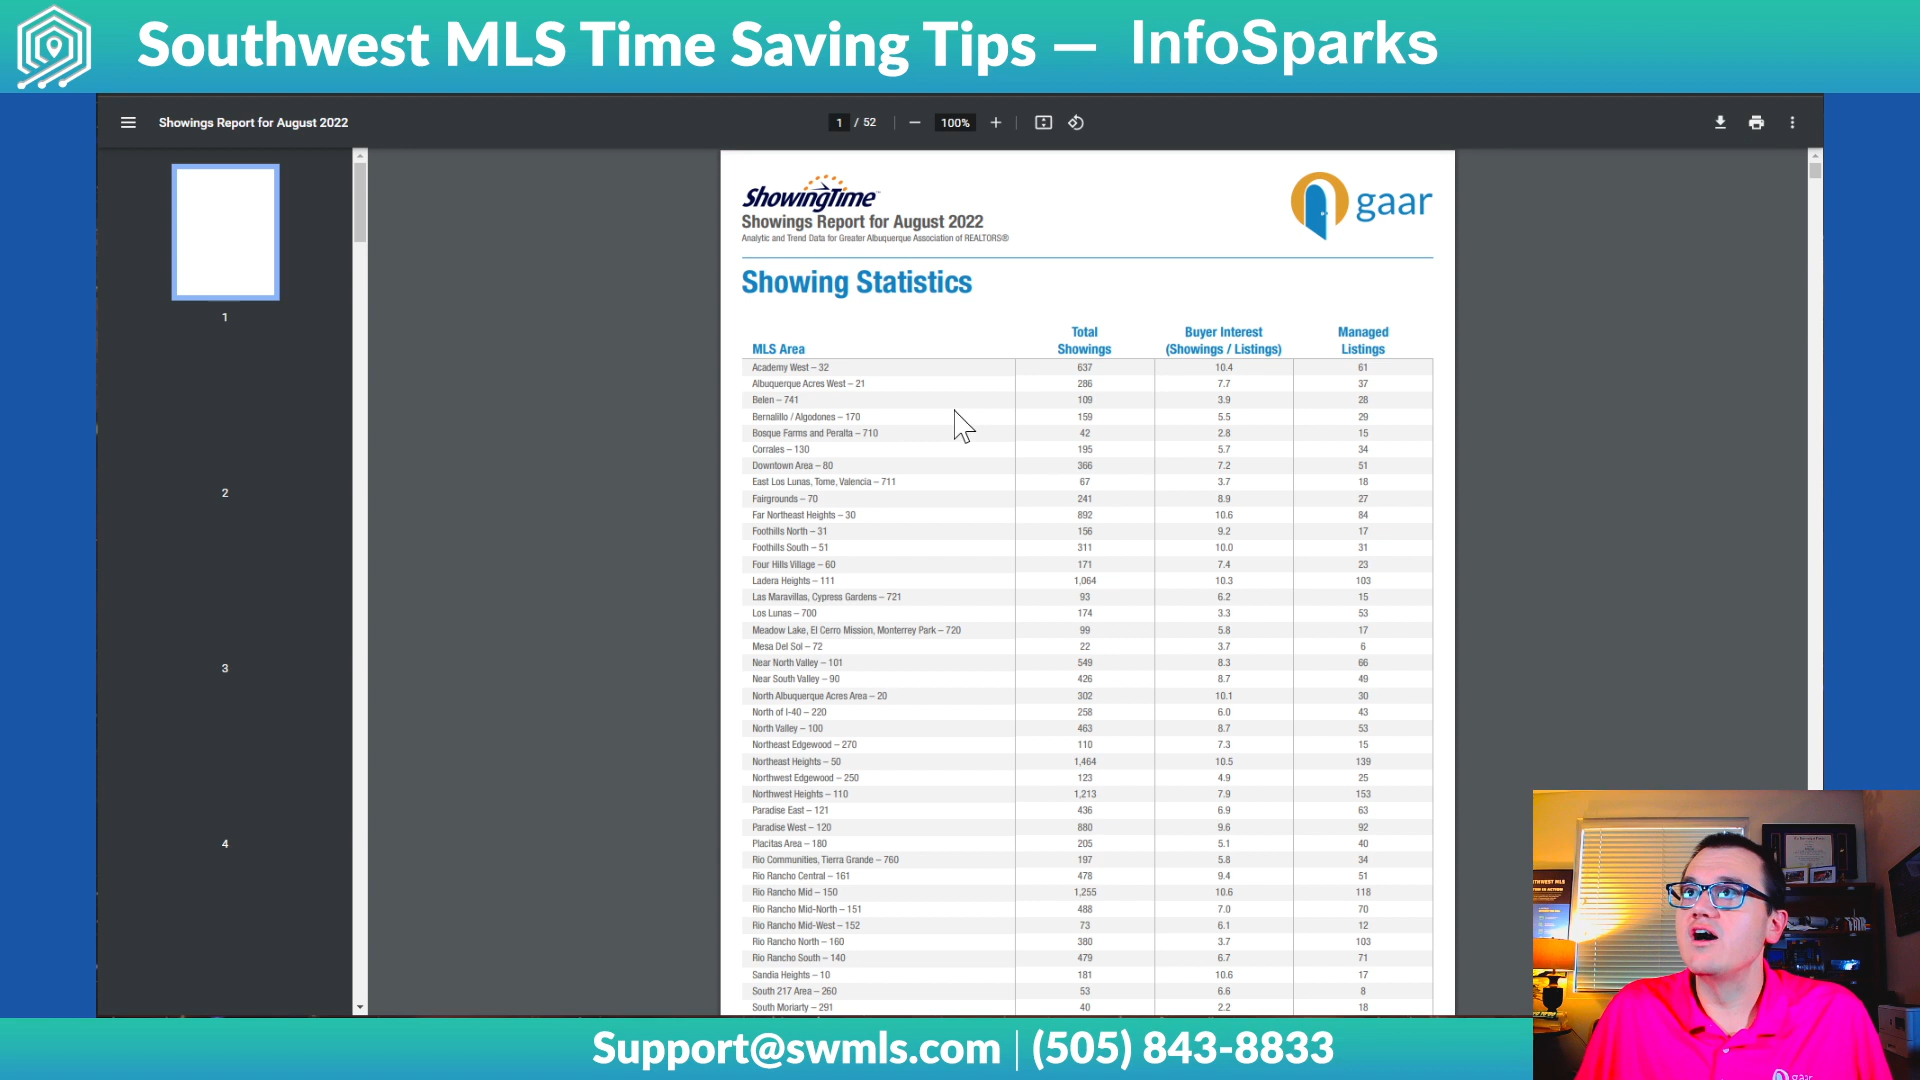 Southwest MLS Time Saving Tips — InfoSparks
Showings Report for August 2022
1 / 52
100%
1
2
3
4
ShowingTime
gaar
Showings Report for August 2022
Analytic and Trend Data for Greater Albuquerque Association of REALTORS®
Showing Statistics
MLS Area Total Showings Buyer Interest (Showings / Listings) Managed Listings
Academy West – 32 637 10.4 61
Albuquerque Acres West – 21 286 7.7 37
Belen – 741 109 3.9 28
Bernalillo / Algodones – 170 159 5.5 29
Bosque Farms and Peralta – 710 42 2.8 15
Corrales – 130 195 5.7 34
Downtown Area – 80 366 7.2 51
East Los Lunas, Tome, Valencia – 711 67 3.7 18
Fairgrounds – 70 241 8.9 27
Far Northeast Heights – 30 892 10.6 84
Foothills North – 31 156 9.2 17
Foothills South – 51 311 10.0 31
Four Hills Village – 60 171 7.4 23
Ladera Heights – 111 1,064 10.3 103
Las Maravillas, Cypress Gardens – 721 93 6.2 15
Los Lunas – 700 174 3.3 53
Meadow Lake, El Cerro Mission, Monterrey Park – 720 99 5.8 17
Mesa Del Sol – 72 22 3.7 6
Near North Valley – 101 549 8.3 66
Near South Valley – 90 426 8.7 49
North Albuquerque Acres Area – 20 302 10.1 30
North of I-40 – 220 258 6.0 43
North Valley – 100 463 8.7 53
Northeast Edgewood – 270 110 7.3 15
Northeast Heights – 50 1,464 10.5 139
Northwest Edgewood – 250 123 4.9 25
Northwest Heights – 110 1,213 7.9 153
Paradise East – 121 436 6.9 63
Paradise West – 120 880 9.6 92
Placitas Area – 180 205 5.1 40
Rio Communities, Tierra Grande – 760 197 5.8 34
Rio Rancho Central – 161 478 9.4 51
Rio Rancho Mid – 150 1,255 10.6 118
Rio Rancho Mid-North – 151 488 7.0 70
Rio Rancho Mid-West – 152 73 6.1 12
Rio Rancho North – 160 380 3.7 103
Rio Rancho South – 140 479 6.7 71
Sandia Heights – 10 181 10.6 17
South 217 Area – 260 53 6.6 8
South Moriarty – 291 40 2.2 18
Support@swmls.com | (505) 843-8833
gaar